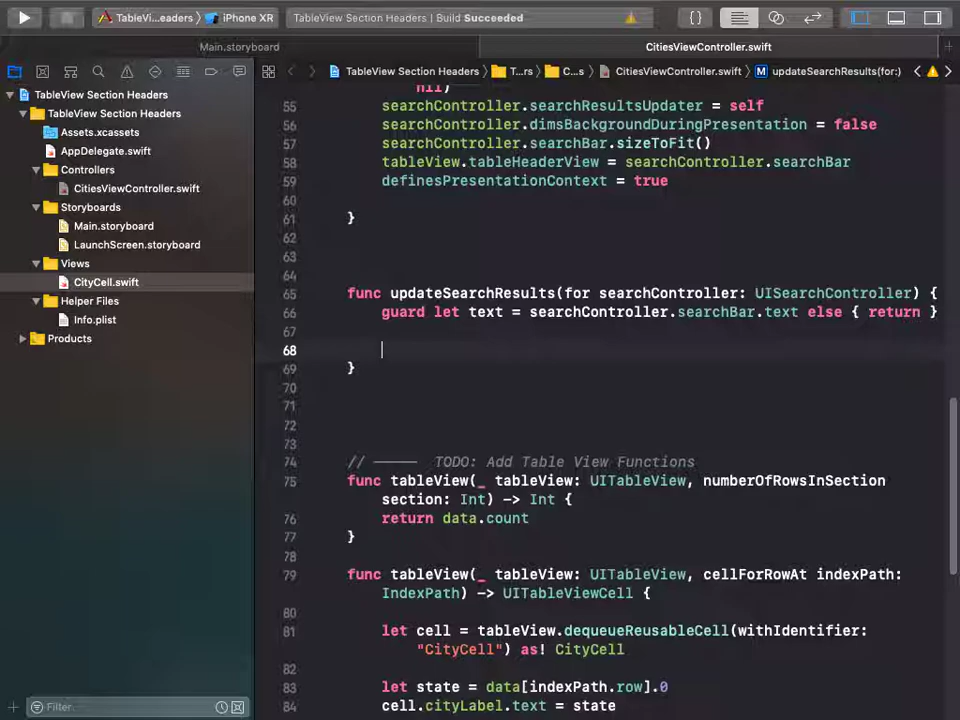 TableVi...eaders
iPhone XR
TableView Section Headers | Build Succeeded
Main.storyboard
CitiesViewController.swift
TableView Section Headers
T...rs
C...s
CitiesViewController.swift
updateSearchResults(for:)
TableView Section Headers
TableView Section Headers
Assets.xcassets
AppDelegate.swift
Controllers
CitiesViewController.swift
Storyboards
Main.storyboard
LaunchScreen.storyboard
Views
CityCell.swift
Helper Files
Info.plist
Products
Filter
nil)
55 searchController.searchResultsUpdater = self
56 searchController.dimsBackgroundDuringPresentation = false
57 searchController.searchBar.sizeToFit()
58 tableView.tableHeaderView = searchController.searchBar
59 definesPresentationContext = true
60
61 }
62
63
64
65 func updateSearchResults(for searchController: UISearchController) {
66 guard let text = searchController.searchBar.text else { return }
67
68
69 }
70
71
72
73
74 // ––––– TODO: Add Table View Functions
75 func tableView(_ tableView: UITableView, numberOfRowsInSection
section: Int) -> Int {
76 return data.count
77 }
78
79 func tableView(_ tableView: UITableView, cellForRowAt indexPath:
IndexPath) -> UITableViewCell {
80
81 let cell = tableView.dequeueReusableCell(withIdentifier:
"CityCell") as! CityCell
82
83 let state = data[indexPath.row].0
84 cell.cityLabel.text = state